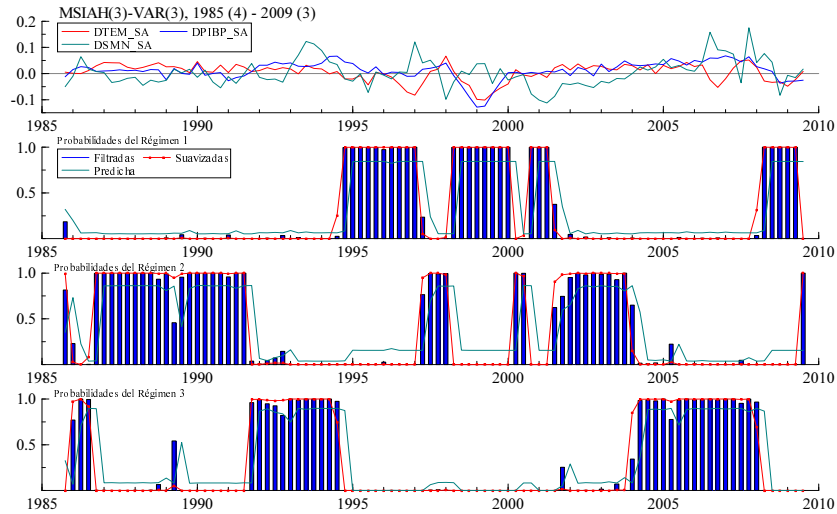 MSIAH(3)-VAR(3), 1985 (4) - 2009 (3)
DTEM_SA DPIBP_SA
DSMN_SA
0.2
0.1
0.0
-0.1
1985 1990 1995 2000 2005 2010
Probabilidades del Régimen 1
Filtradas Suavizadas
Predicha
1.0
0.5
1985 1990 1995 2000 2005 2010
Probabilidades del Régimen 2
1.0
0.5
1985 1990 1995 2000 2005 2010
Probabilidades del Régimen 3
1.0
0.5
1985 1990 1995 2000 2005 2010